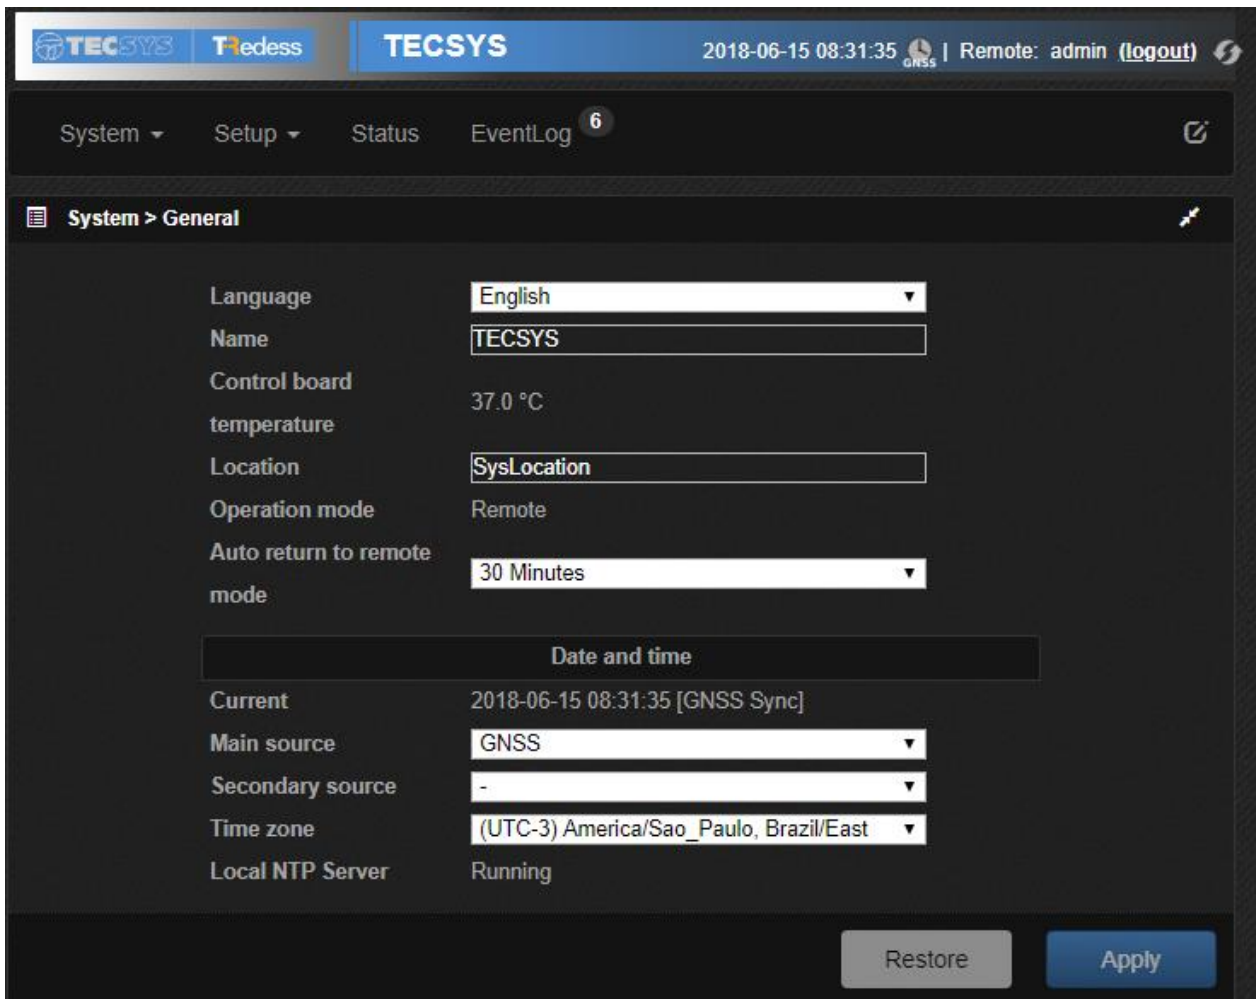 TECSYS TRedess TECSYS 2018-06-15 08:31:35 GNSS | Remote: admin (logout)
System Setup Status EventLog 6
System > General
Language English
Name TECSYS
Control board
temperature
37.0 °C
Location SysLocation
Operation mode Remote
Auto return to remote
mode
30 Minutes
Date and time
Current 2018-06-15 08:31:35 [GNSS Sync]
Main source GNSS
Secondary source -
Time zone (UTC-3) America/Sao_Paulo, Brazil/East
Local NTP Server Running
Restore Apply